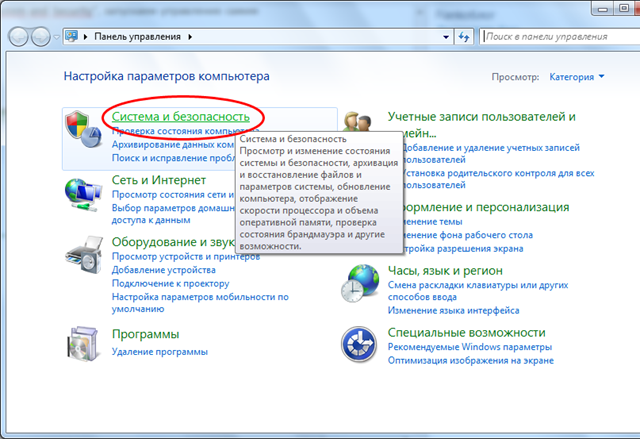 Панель управления
Поиск в панели управления
Настройка параметров компьютера
Просмотр: Категория
Система и безопасность
Проверка состояния компьютера
Архивирование данных ком
Поиск и исправление пробл
Система и безопасность
Просмотр и изменение состояния
системы и безопасности, архивация
и восстановление файлов и
параметров системы, обновление
компьютера, отображение
скорости процессора и объема
оперативной памяти, проверка
состояния брандмауэра и другие
возможности.
Сеть и Интернет
Просмотр состояния сети и
Выбор параметров домашн
доступа к данным
Оборудование и звук
Просмотр устройств и принтеров
Добавление устройства
Подключение к проектору
Настройка параметров мобильности по
умолчанию
Программы
Удаление программы
Учетные записи пользователей и
мейн...
Добавление и удаление учетных записей
пользователей
Установка родительского контроля для всех
пользователей
формление и персонализация
менение темы
менение фона рабочего стола
стройка разрешения экрана
Часы, язык и регион
Смена раскладки клавиатуры или других
способов ввода
Изменение языка интерфейса
Специальные возможности
Рекомендуемые Windows параметры
Оптимизация изображения на экране